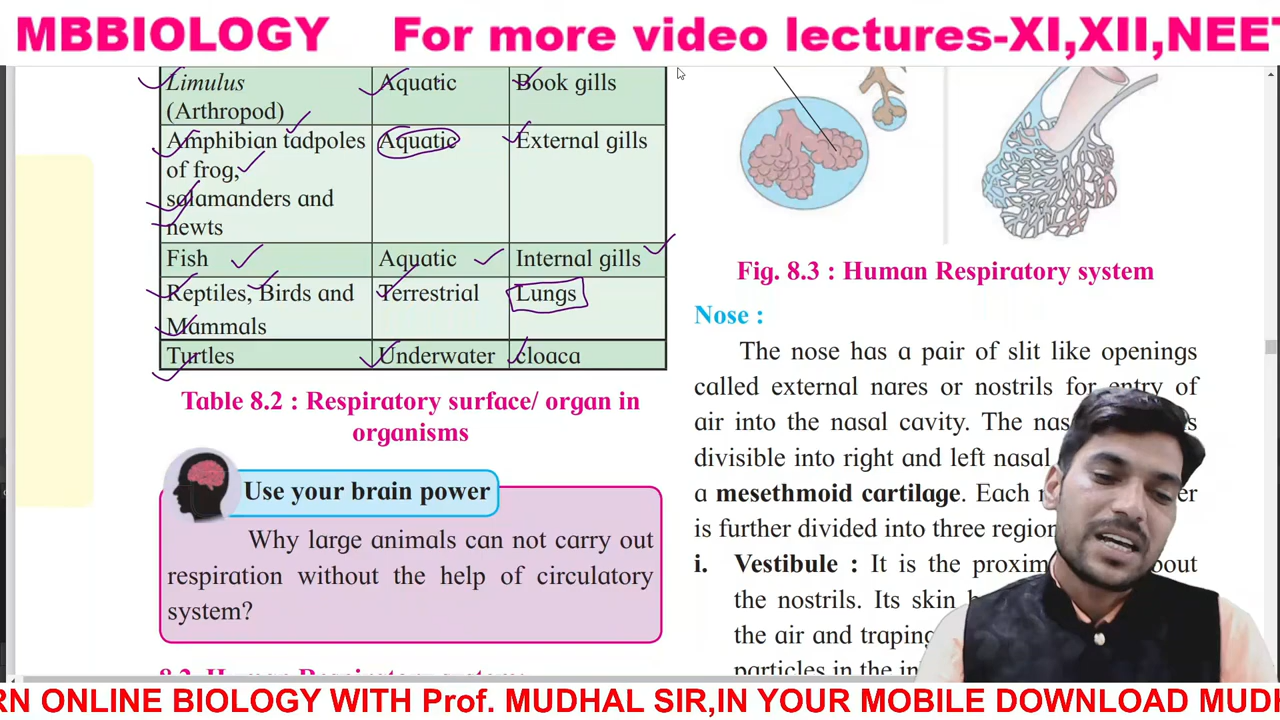 MBBIOLOGY For more video lectures-XI,XII,NEET
Limulus Aquatic Book gills
(Arthropod)
Amphibian tadpoles Aquatic External gills
of frog,
salamanders and
newts
Fish Aquatic Internal gills
Reptiles, Birds and Terrestrial Lungs
Mammals
Turtles Underwater cloaca
Table 8.2 : Respiratory surface/ organ in
organisms
Use your brain power
Why large animals can not carry out
respiration without the help of circulatory
system?
Fig. 8.3 : Human Respiratory system
Nose :
The nose has a pair of slit like openings
called external nares or nostrils for entry of
air into the nasal cavity. The
divisible into right and left nasal
a mesethmoid cartilage. Each
is further divided into three
i. Vestibule : It is the
the nostrils. Its skin
the air and traping
particles in the
RN ONLINE BIOLOGY WITH Prof. MUDHAL SIR,IN YOUR MOBILE DOWNLOAD MUDH